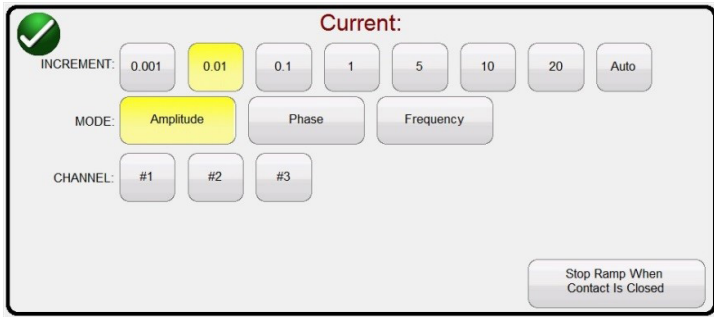 Current:
INCREMENT: 0.001 0.01 0.1 1 5 10 20 Auto
MODE: Amplitude Phase Frequency
CHANNEL: #1 #2 #3
Stop Ramp When
Contact Is Closed